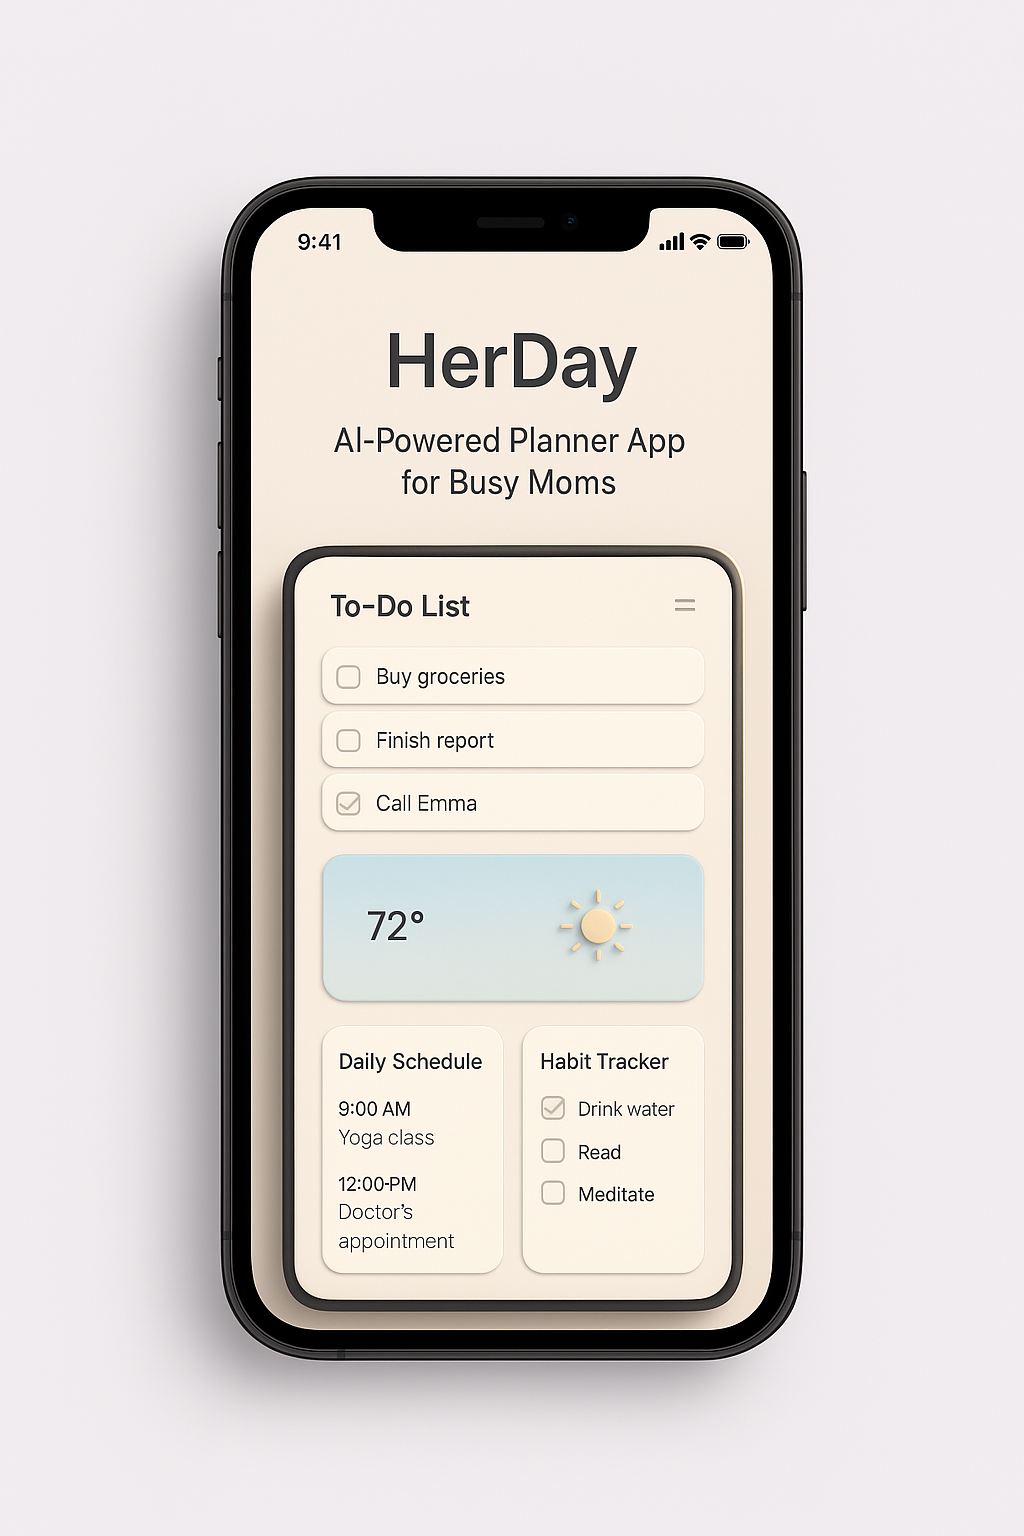 9:41
HerDay
AI-Powered Planner App
for Busy Moms
To-Do List
Buy groceries
Finish report
Call Emma
72°
Daily Schedule
9:00 AM
Yoga class
12:00-PM
Doctor’s
appointment
Habit Tracker
Drink water
Read
Meditate